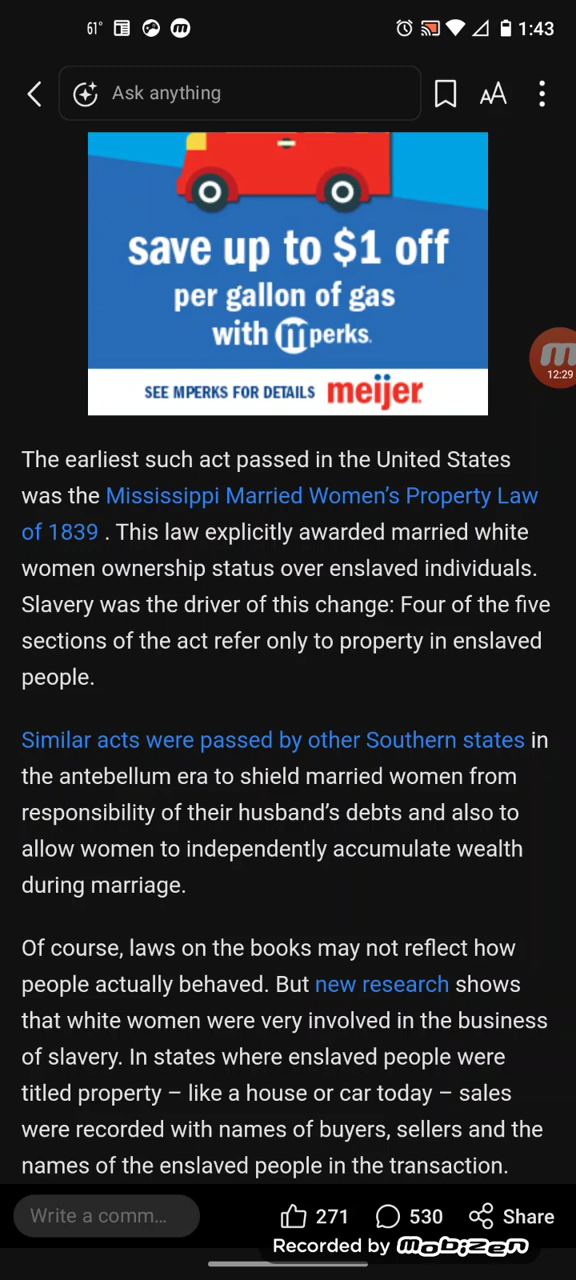 61°
1:43
Ask anything
AA
save up to $1 off
per gallon of gas
with mperks.
SEE MPERKS FOR DETAILS meijer
12:29
The earliest such act passed in the United States
was the Mississippi Married Women’s Property Law
of 1839 . This law explicitly awarded married white
women ownership status over enslaved individuals.
Slavery was the driver of this change: Four of the five
sections of the act refer only to property in enslaved
people.
Similar acts were passed by other Southern states in
the antebellum era to shield married women from
responsibility of their husband’s debts and also to
allow women to independently accumulate wealth
during marriage.
Of course, laws on the books may not reflect how
people actually behaved. But new research shows
that white women were very involved in the business
of slavery. In states where enslaved people were
titled property – like a house or car today – sales
were recorded with names of buyers, sellers and the
names of the enslaved people in the transaction.
Write a comm... 271 530 Share
Recorded by mobizen